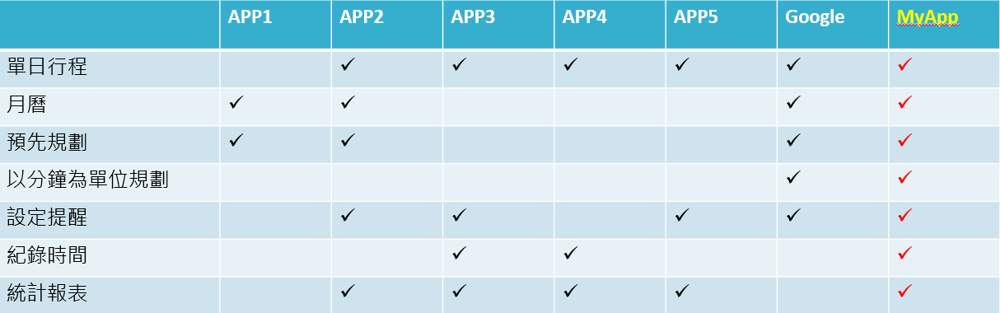 APP1 APP2 APP3 APP4 APP5 Google MyApp
單日行程 ✓ ✓ ✓ ✓ ✓ ✓
月曆 ✓ ✓ ✓ ✓
預先規劃 ✓ ✓ ✓ ✓
以分鐘為單位規劃 ✓ ✓
設定提醒 ✓ ✓ ✓ ✓ ✓
紀錄時間 ✓ ✓ ✓
統計報表 ✓ ✓ ✓ ✓ ✓